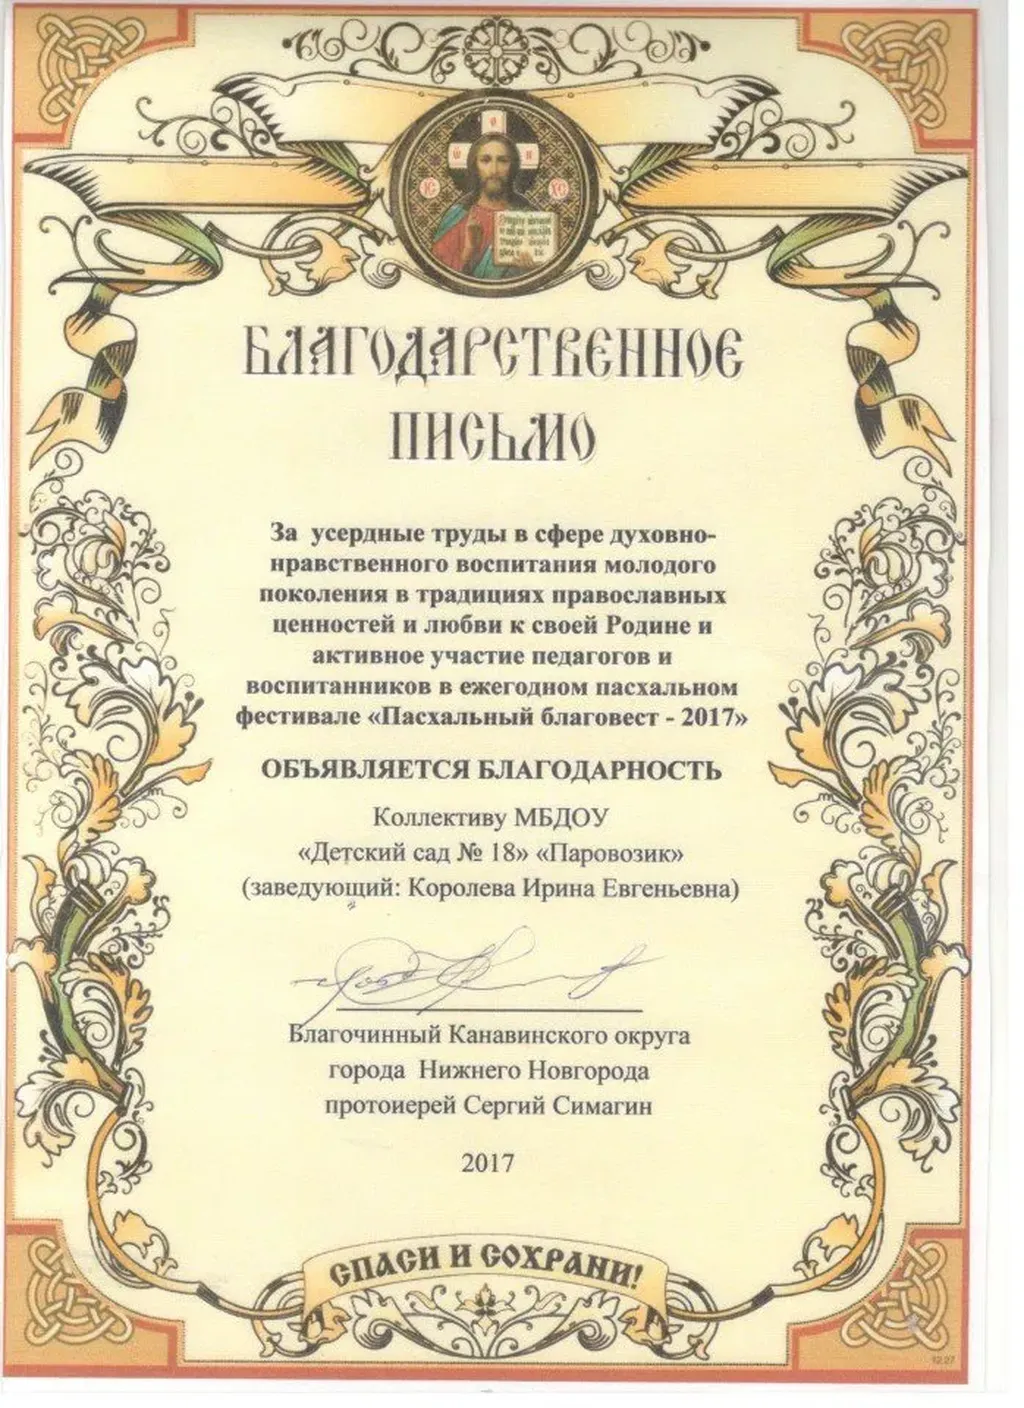 БЛАГОДАРСТВЕННОЕ
ПИСЬМО
За усердные труды в сфере духовно-
нравственного воспитания молодого
поколения в традициях православных
ценностей и любви к своей Родине и
активное участие педагогов и
воспитанников в ежегодном пасхальном
фестивале «Пасхальный благовест - 2017»
ОБЪЯВЛЯЕТСЯ БЛАГОДАРНОСТЬ
Коллективу МБДОУ
«Детский сад № 18» «Паровозик»
(заведующий: Королева Ирина Евгеньевна)
Благочинный Канавинского округа
города Нижнего Новгорода
протоиерей Сергий Симагин
2017
СПАСИ И СОХРАНИ!
12.27